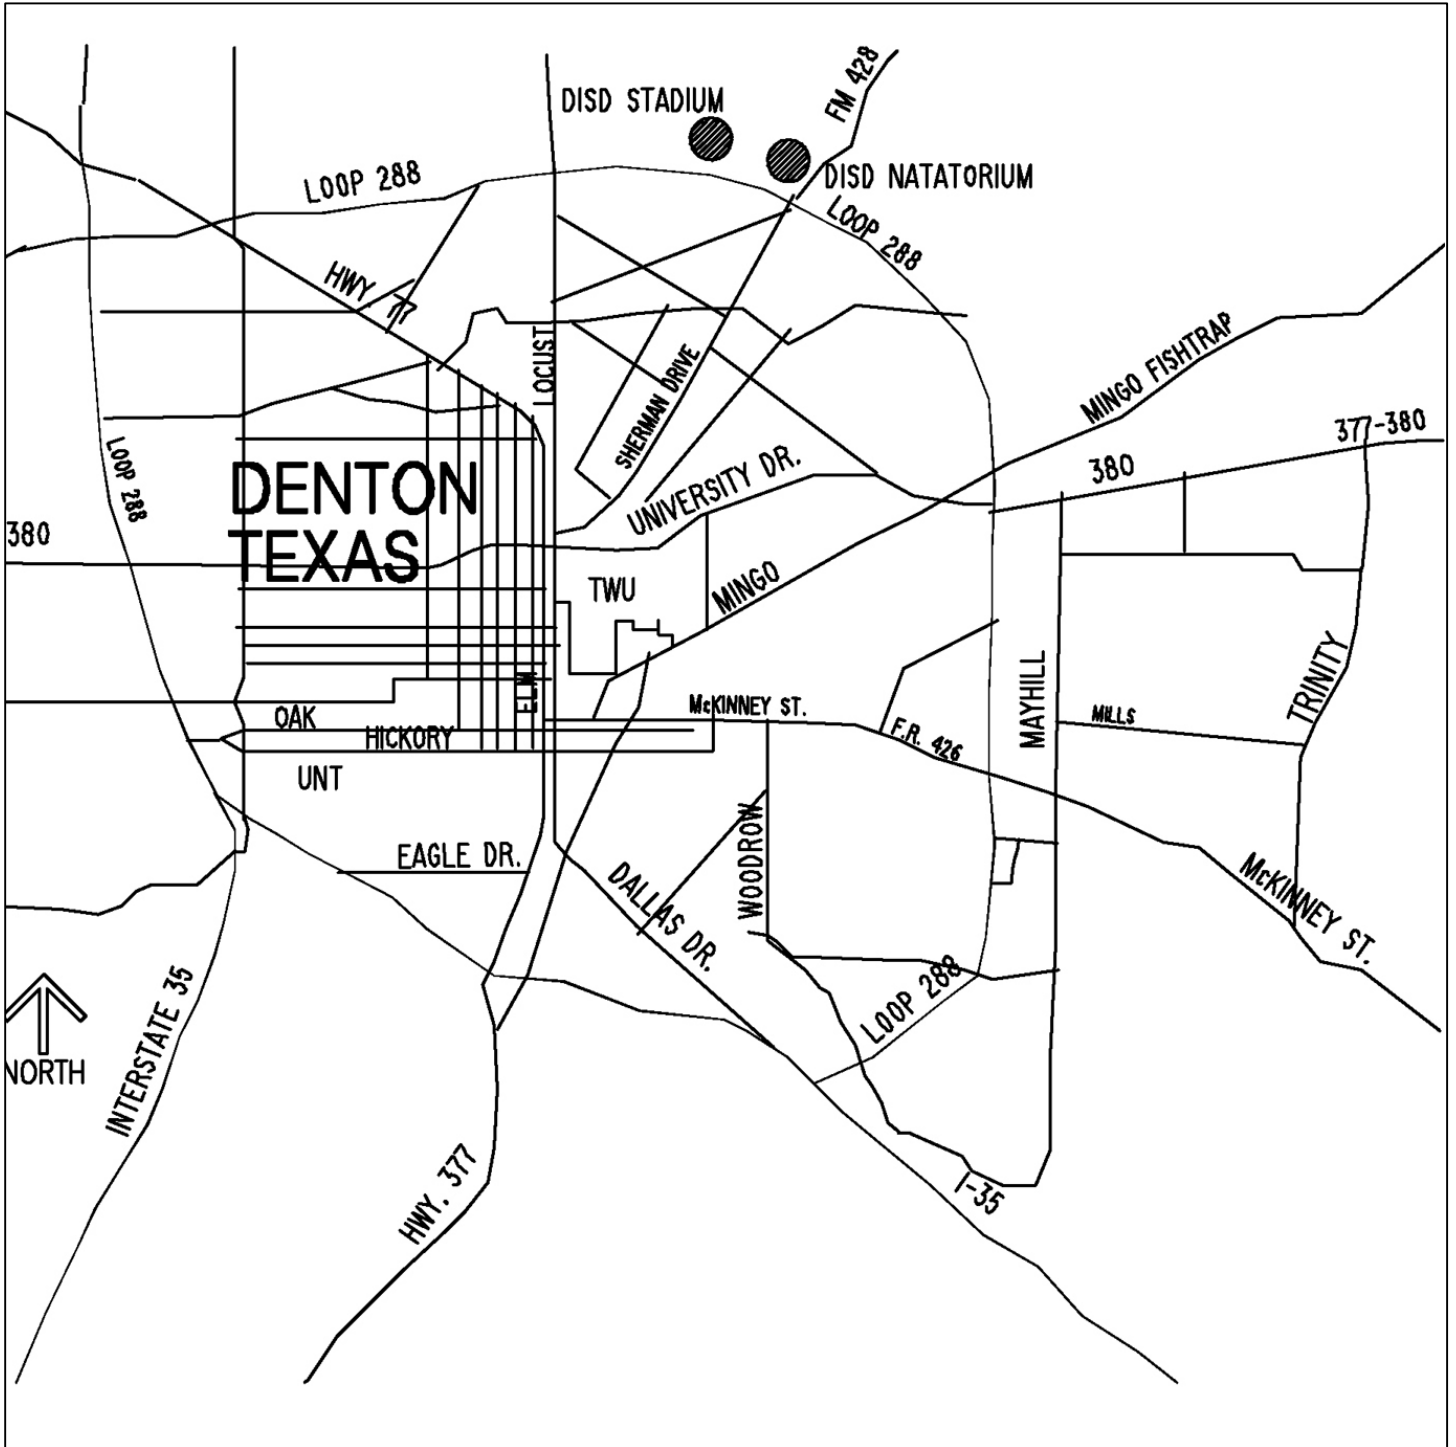 FM 428
DISD STADIUM
DISD NATATORIUM
LOOP 288
LOOP 288
HWY. 77
LOCUST
SHERMAN DRIVE
MINGO FISHTRAP
377-380
380
LOOP 288
DENTON
TEXAS
UNIVERSITY DR.
380
TWU
MINGO
TRINITY
MAYHILL
ELM
McKINNEY ST.
MILLS
OAK
HICKORY
F.R. 426
UNT
WOODROW
EAGLE DR.
DALLAS DR.
McKINNEY ST.
LOOP 288
INTERSTATE 35
NORTH
HWY. 377
I-35